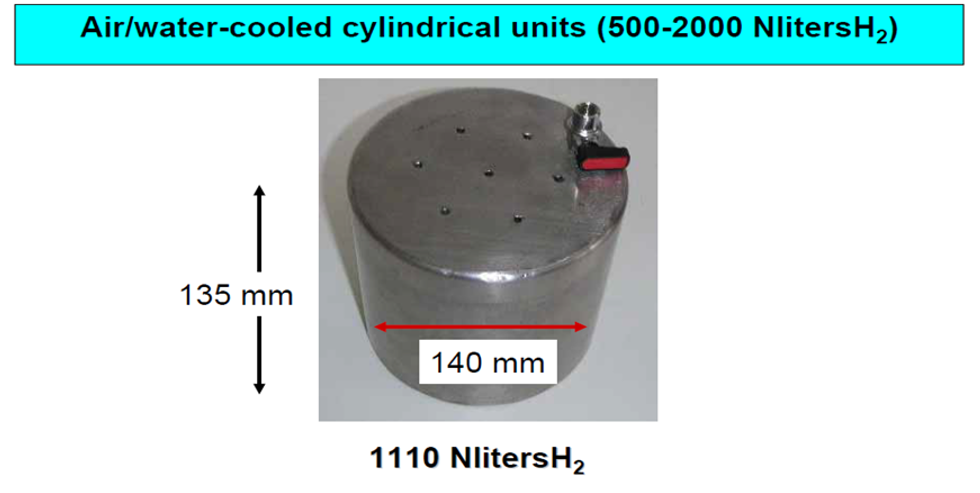 Air/water-cooled cylindrical units (500-2000 NlitersH₂)
135 mm
140 mm
1110 NlitersH₂